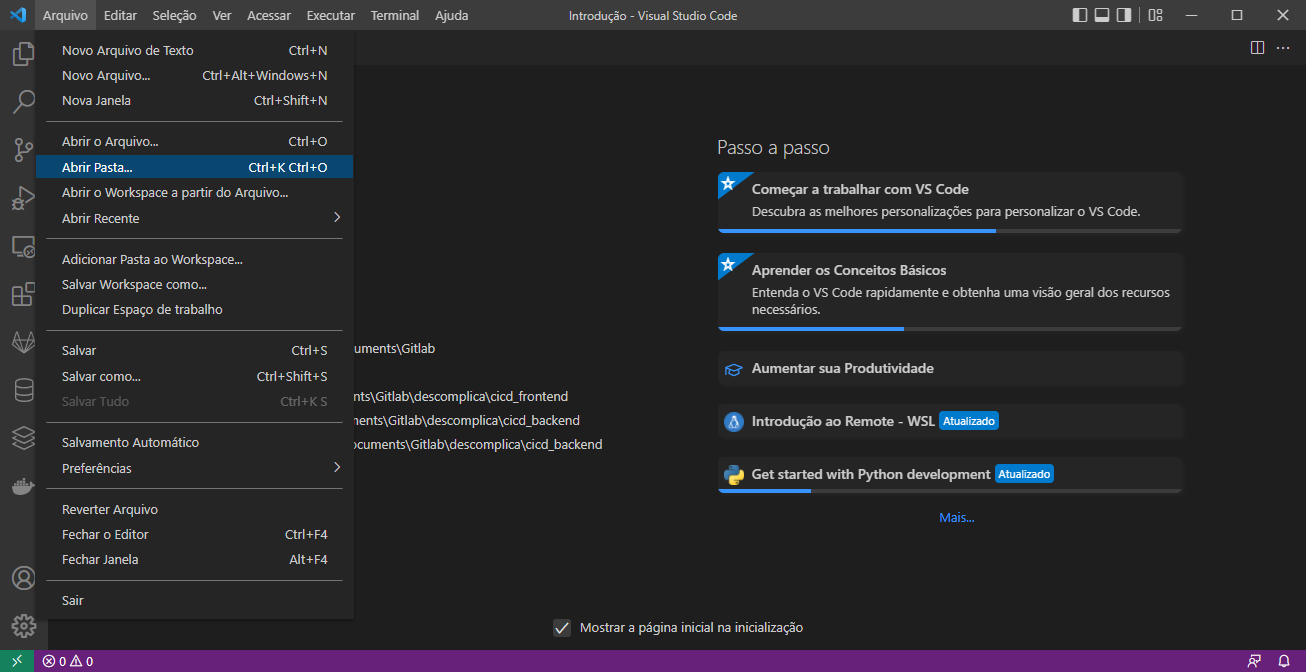 Arquivo Editar Seleção Ver Acessar Executar Terminal Ajuda Introdução - Visual Studio Code
Novo Arquivo de Texto Ctrl+N
Novo Arquivo... Ctrl+Alt+Windows+N
Nova Janela Ctrl+Shift+N
Abrir o Arquivo... Ctrl+O
Abrir Pasta... Ctrl+K Ctrl+O
Abrir o Workspace a partir do Arquivo...
Abrir Recente
Adicionar Pasta ao Workspace...
Salvar Workspace como...
Duplicar Espaço de trabalho
Salvar Ctrl+S
Salvar como... Ctrl+Shift+S
Salvar Tudo Ctrl+K S
Salvamento Automático
Preferências
Reverter Arquivo
Fechar o Editor Ctrl+F4
Fechar Janela Alt+F4
Sair
uments\Gitlab
nts\Gitlab\descomplica\cicd_frontend
nents\Gitlab\descomplica\cicd_backend
ocuments\Gitlab\descomplica\cicd_backend
Passo a passo
Começar a trabalhar com VS Code
Descubra as melhores personalizações para personalizar o VS Code.
Aprender os Conceitos Básicos
Entenda o VS Code rapidamente e obtenha uma visão geral dos recursos
necessários.
Aumentar sua Produtividade
Introdução ao Remote - WSL Atualizado
Get started with Python development Atualizado
Mais...
Mostrar a página inicial na inicialização
0 0